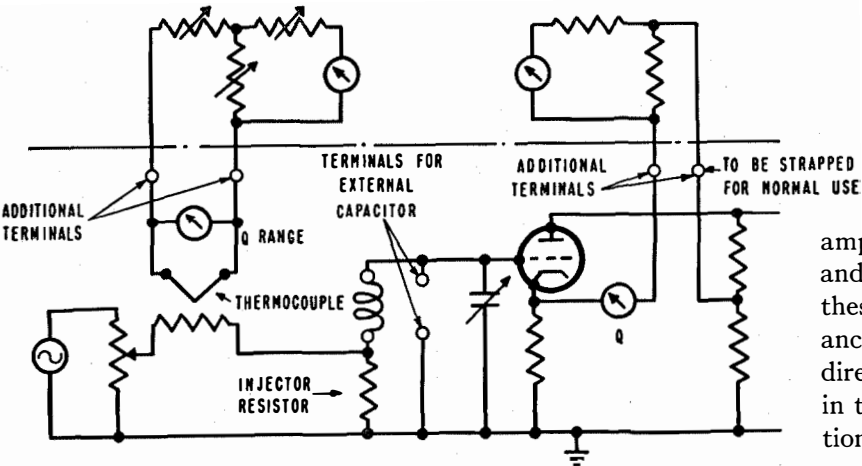 TERMINALS FOR
EXTERNAL
CAPACITOR
ADDITIONAL
TERMINALS
TO BE STRAPPED
FOR NORMAL USE
ADDITIONAL
TERMINALS
Q RANGE
THERMOCOUPLE
INJECTOR
RESISTOR
Q
amp
and
thes
anc
dire
in t
tion